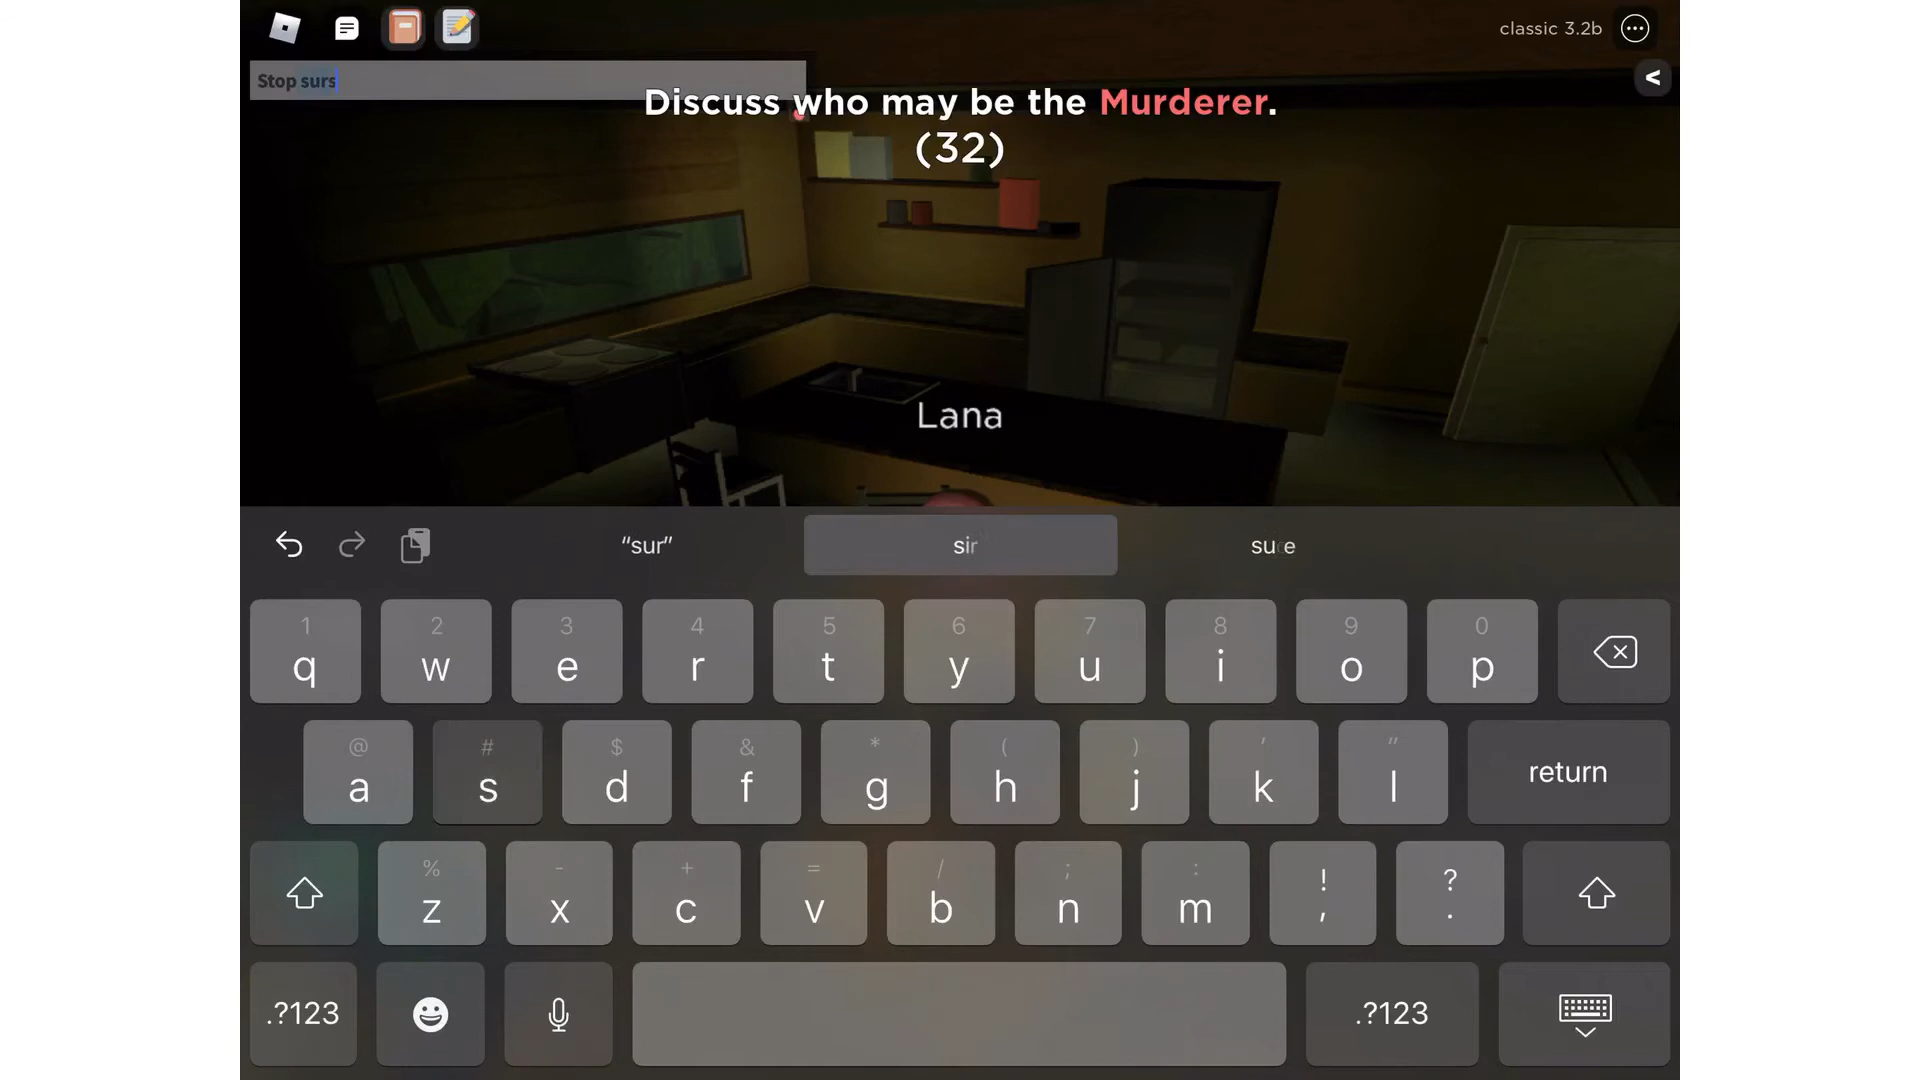 classic 3.2b
Stop surs
Discuss who may be the Murderer.
(32)
Lana
“sur” sir
1 2 3 4 5 6 7 8 9 0
q w e r t y u i o p
@ # $ & * ( ) ' "
a s d f g h j k l return
% - + = / ; : ! ?
z x c v b n m , .
.?123 .?123